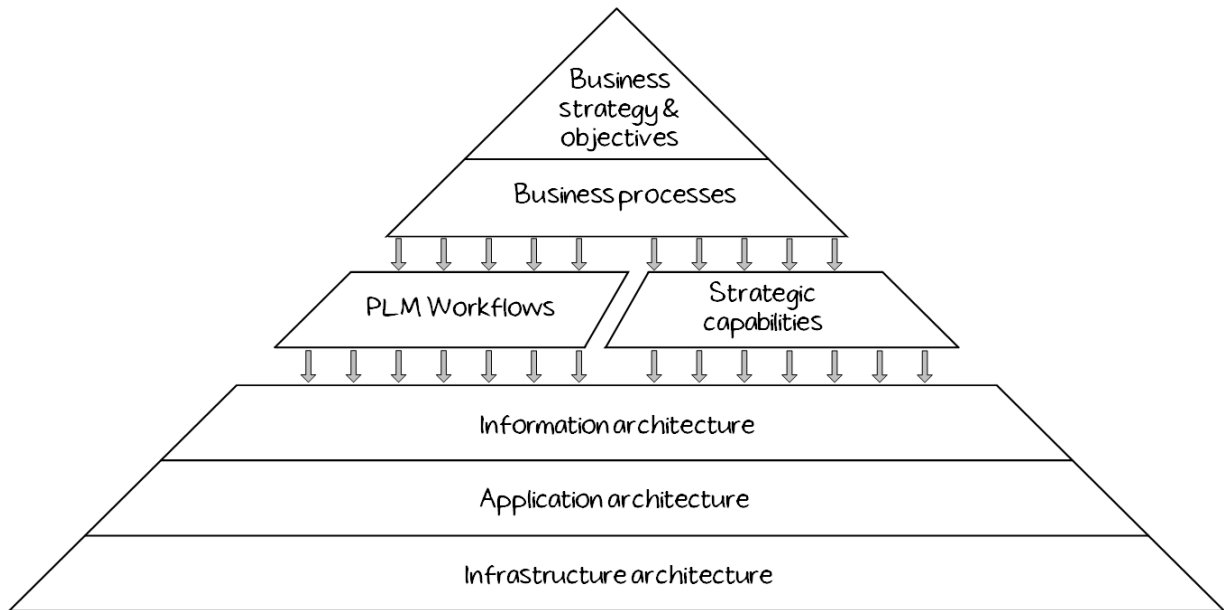 Business
strategy &
objectives
Business processes
PLM Workflows
Strategic
capabilities
Information architecture
Application architecture
Infrastructure architecture